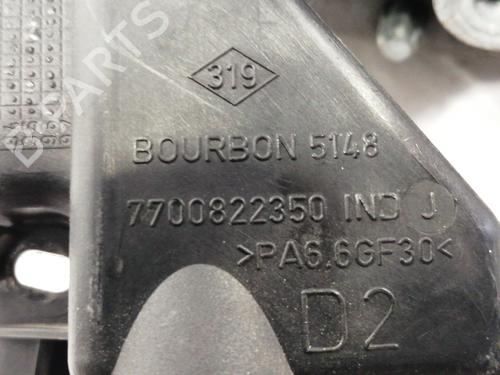 319
BOURBON 5148
7700822350 IND J
>PA6.6GF30<
D2